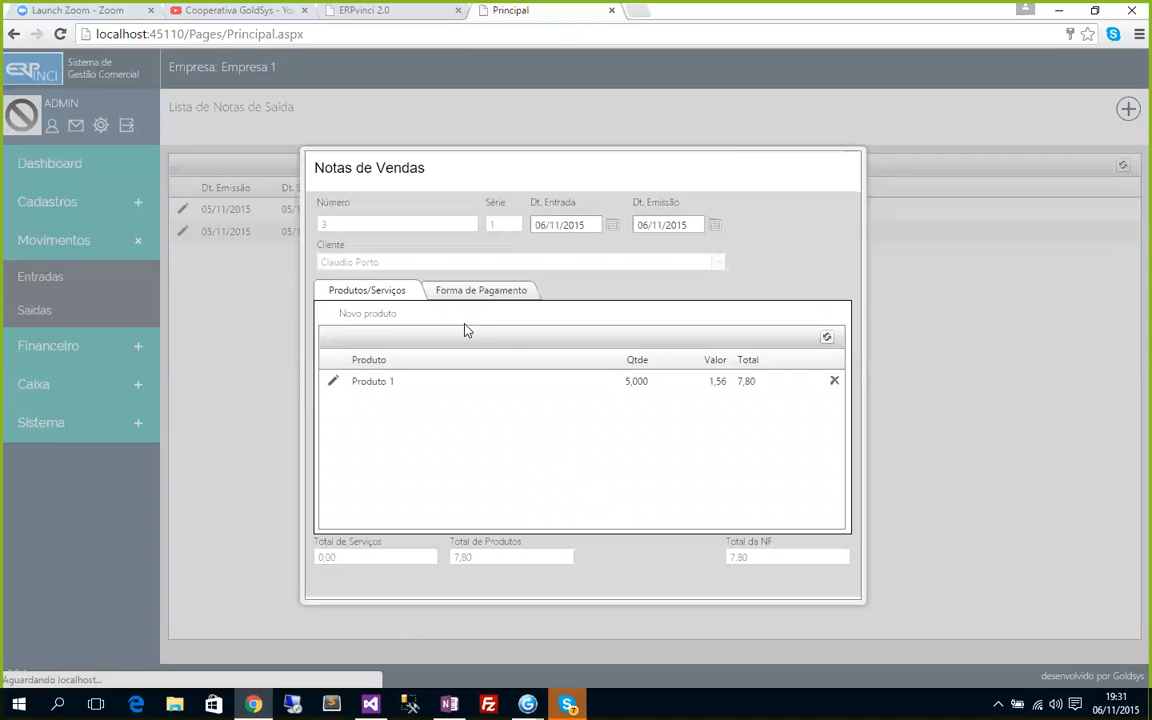 Launch Zoom - Zoom
Cooperativa GoldSys - You
ERPvinci 2.0
Principal
localhost:45110/Pages/Principal.aspx
ERPVINCI
Sistema de
Gestão Comercial
Empresa: Empresa 1
ADMIN
Lista de Notas de Saída
Dashboard
Cadastros +
Movimentos ×
Entradas
Saídas
Financeiro +
Caixa +
Sistema +
Dt. Emissão
05/11/2015
05/11/2015
Notas de Vendas
Número Série Dt. Entrada Dt. Emissão
3 1 06/11/2015 06/11/2015
Cliente
Claudio Porto
Produtos/Serviços Forma de Pagamento
Novo produto
Produto Qtde Valor Total
Produto 1 5,000 1,56 7,80
Total de Serviços Total de Produtos Total da NF
0,00 7,80 7,80
Aguardando localhost...
desenvolvido por Goldsys
19:31
06/11/2015